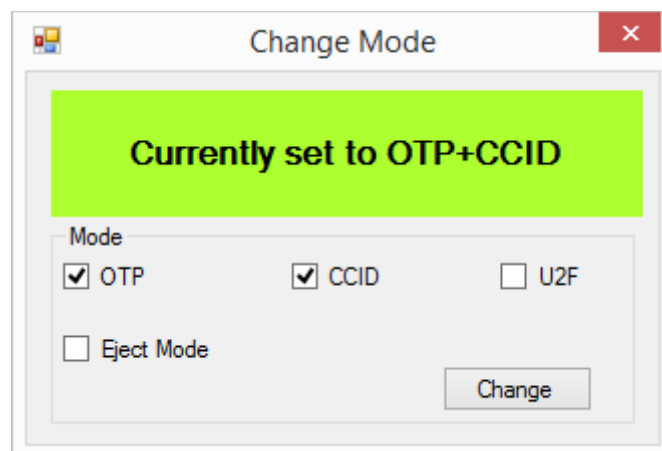 Change Mode
Currently set to OTP+CCID
Mode
OTP CCID U2F
Eject Mode
Change